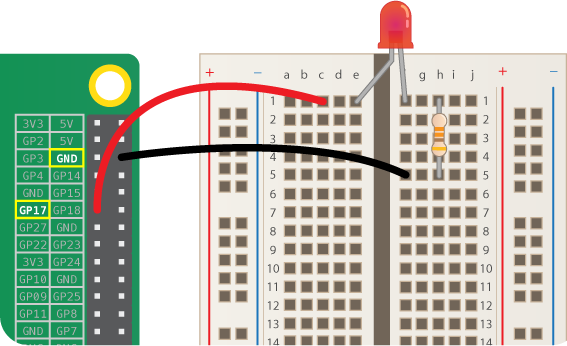 + − a b c d e g h i j + −
3V3 5V
GP2 5V
GP3 GND
GP4 GP14
GND GP15
GP17 GP18
GP27 GND
GP22 GP23
3V3 GP24
GP10 GND
GP09 GP25
GP11 GP8
GND GP7
1 1
2 2
3 3
4 4
5 5
6 6
7 7
8 8
9 9
10 10
11 11
12 12
13 13
14 14